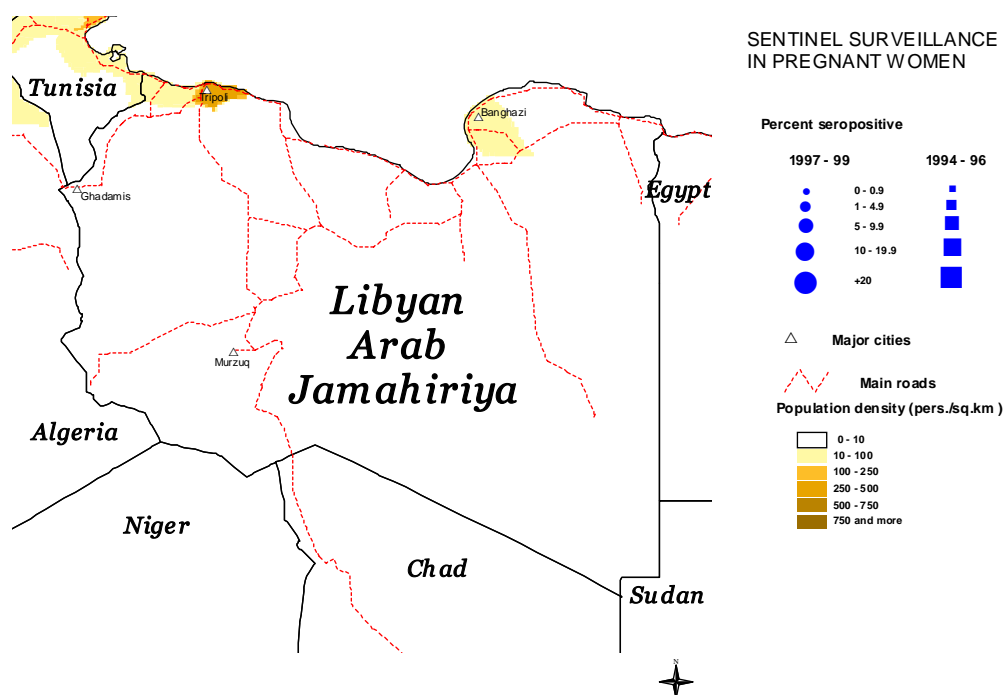 SENTINEL SURVEILLANCE
IN PREGNANT WOMEN
Tunisia
Tripoli
Banghazi
Ghadamis
Egypt
Libyan
Arab
Jamahiriya
Murzuq
Algeria
Niger
Chad
Sudan
Percent seropositive
1997 - 99 1994 - 96
0 - 0.9
1 - 4.9
5 - 9.9
10 - 19.9
+20
Major cities
Main roads
Population density (pers./sq.km )
0 - 10
10 - 100
100 - 250
250 - 500
500 - 750
750 and more
N